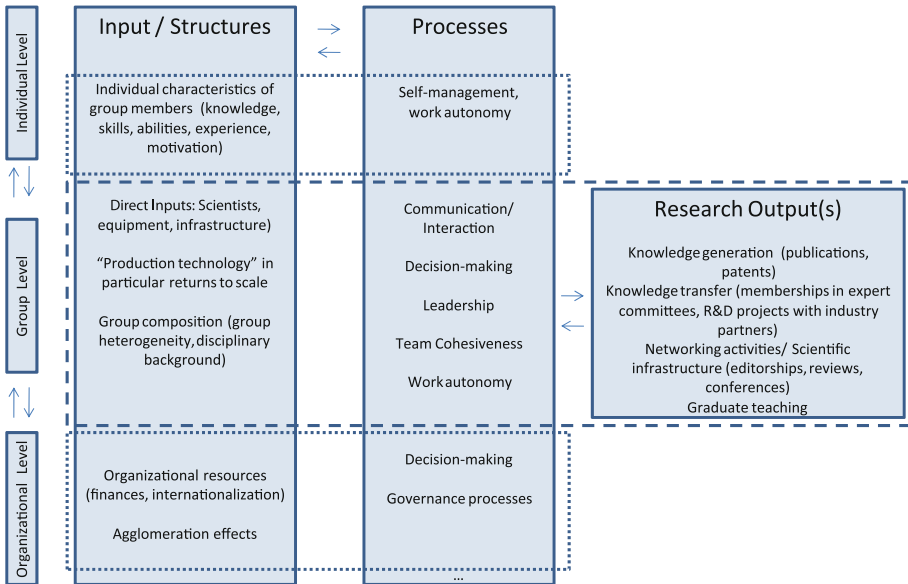 Individual Level
Group Level
Organizational Level
Input / Structures
Individual characteristics of
group members (knowledge,
skills, abilities, experience,
motivation)
Direct Inputs: Scientists,
equipment, infrastructure)
“Production technology” in
particular returns to scale
Group composition (group
heterogeneity, disciplinary
background)
Organizational resources
(finances, internationalization)
Agglomeration effects
Processes
Self-management,
work autonomy
Communication/
Interaction
Decision-making
Leadership
Team Cohesiveness
Work autonomy
Decision-making
Governance processes
...
Research Output(s)
Knowledge generation (publications,
patents)
Knowledge transfer (memberships in expert
committees, R&D projects with industry
partners)
Networking activities/ Scientific
infrastructure (editorships, reviews,
conferences)
Graduate teaching